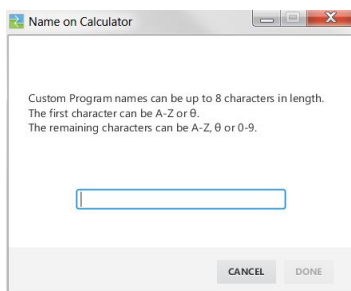 Name on Calculator
Custom Program names can be up to 8 characters in length.
The first character can be A-Z or θ.
The remaining characters can be A-Z, θ or 0-9.
CANCEL DONE